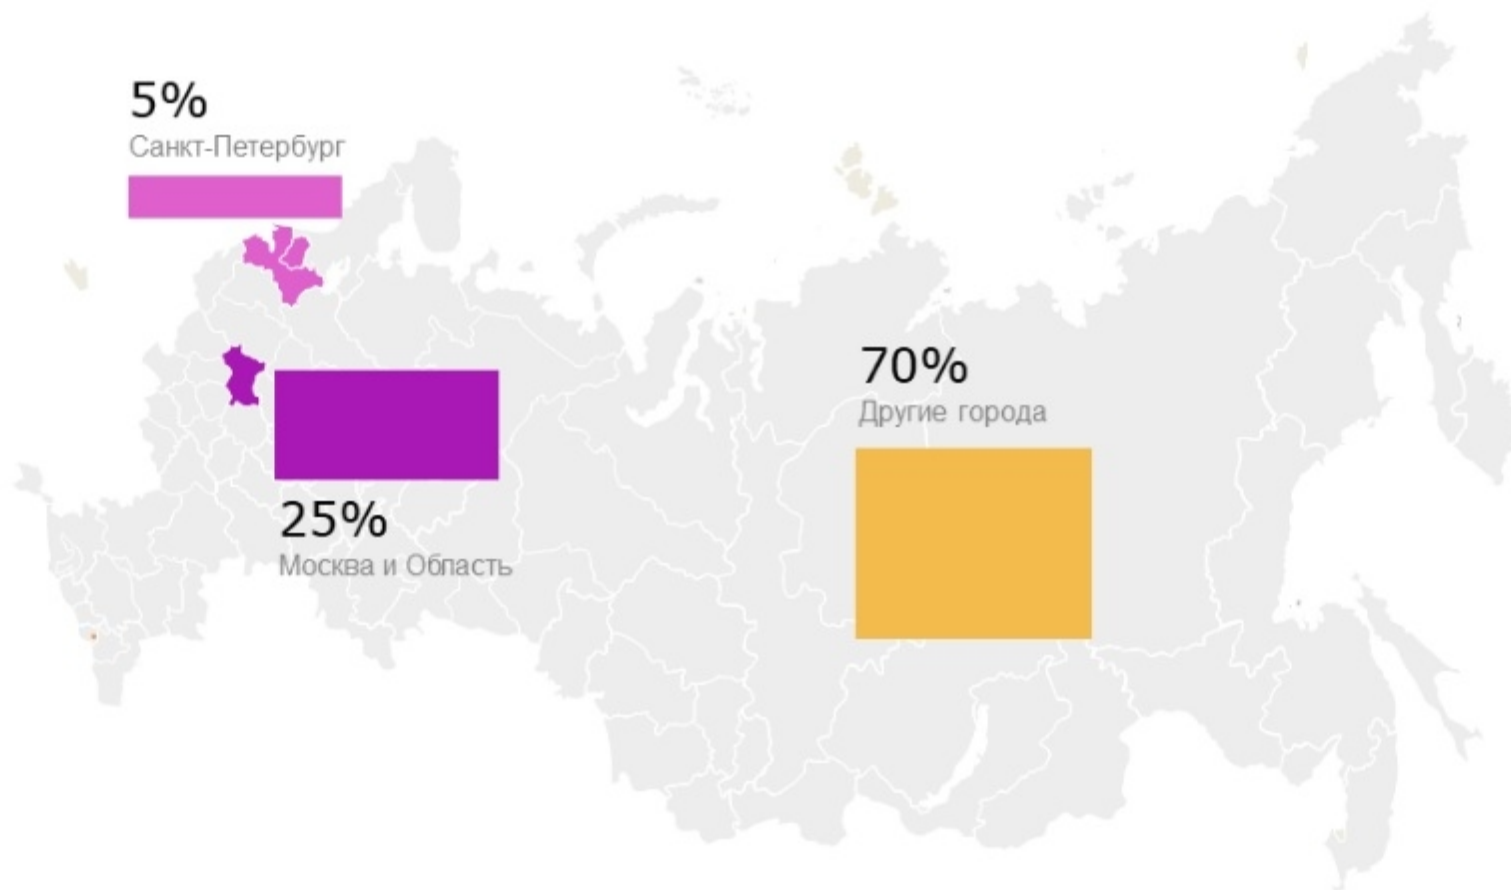 5%
Санкт-Петербург
25%
Москва и Область
70%
Другие города